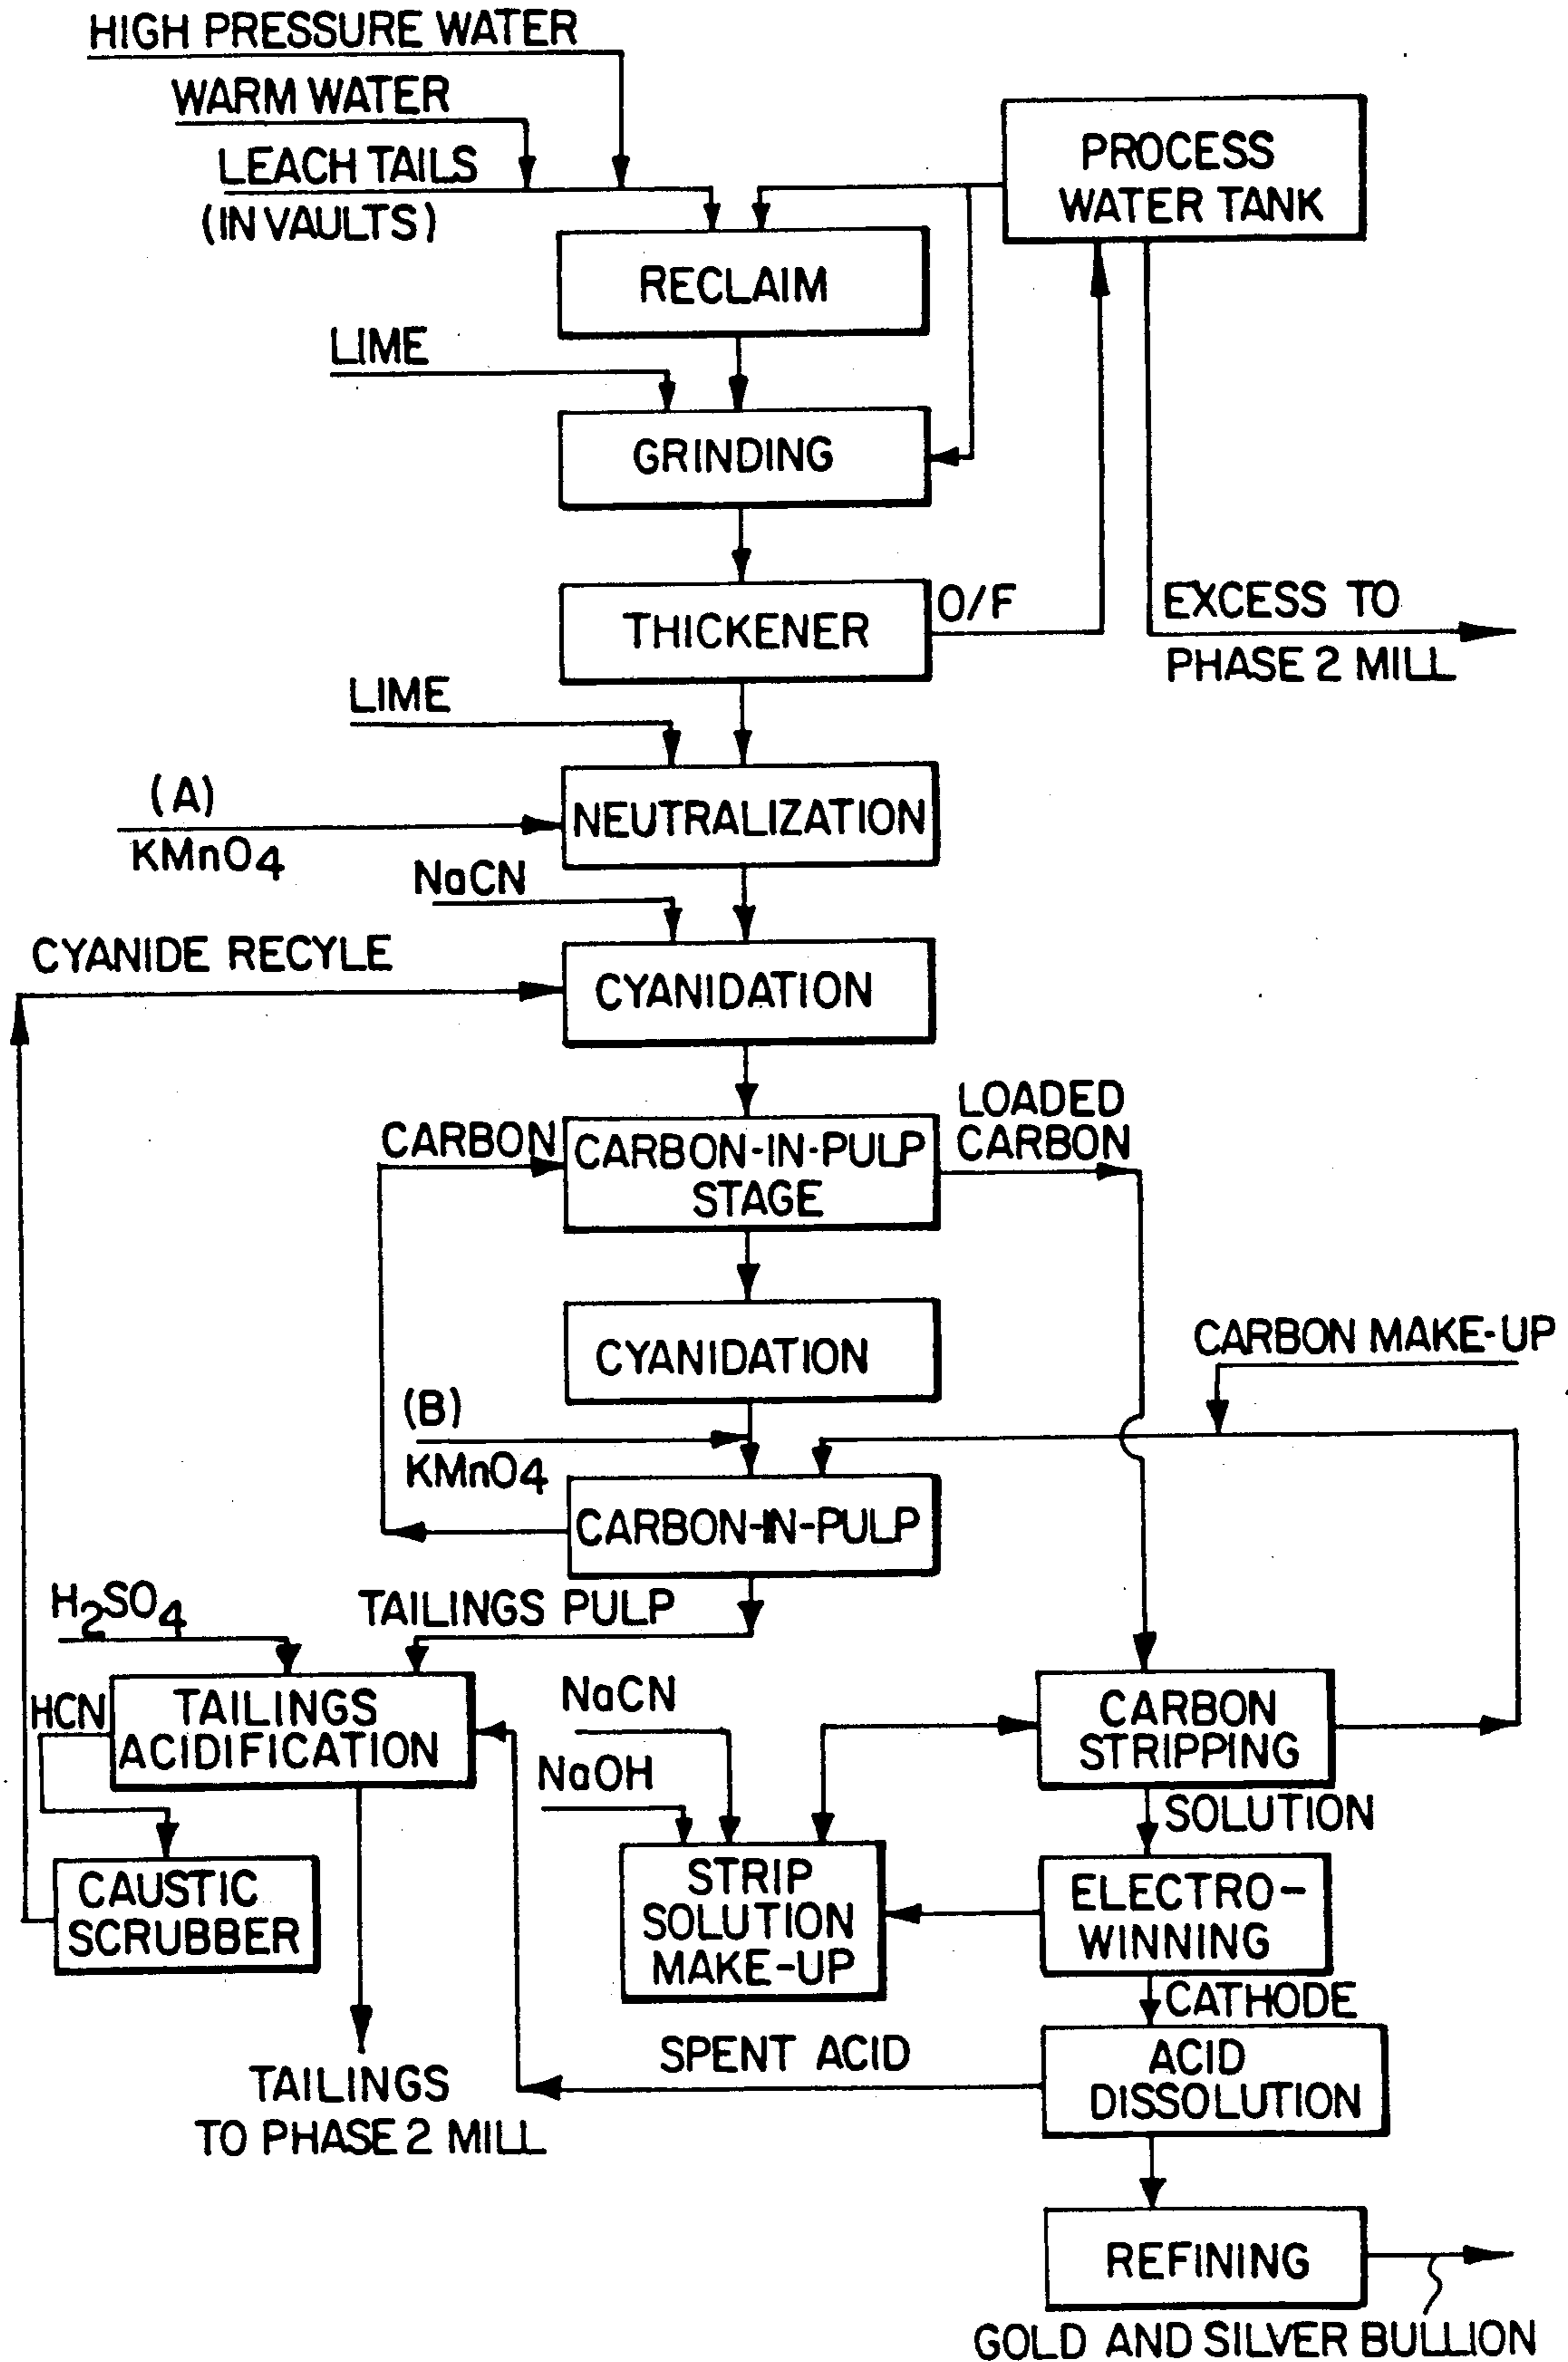 HIGH PRESSURE WATER
WARM WATER
LEACH TAILS
(IN VAULTS)
PROCESS
WATER TANK
RECLAIM
LIME
GRINDING
THICKENER
O/F
EXCESS TO
PHASE 2 MILL
LIME
(A)
KMnO4
NEUTRALIZATION
NaCN
CYANIDE RECYLE
CYANIDATION
CARBON
CARBON-IN-PULP
STAGE
LOADED
CARBON
CYANIDATION
CARBON MAKE-UP
(B)
KMnO4
CARBON-IN-PULP
H2SO4
TAILINGS PULP
HCN
TAILINGS
ACIDIFICATION
NaCN
NaOH
CARBON
STRIPPING
SOLUTION
CAUSTIC
SCRUBBER
STRIP
SOLUTION
MAKE-UP
ELECTRO-
WINNING
CATHODE
SPENT ACID
ACID
DISSOLUTION
TAILINGS
TO PHASE 2 MILL
REFINING
GOLD AND SILVER BULLION